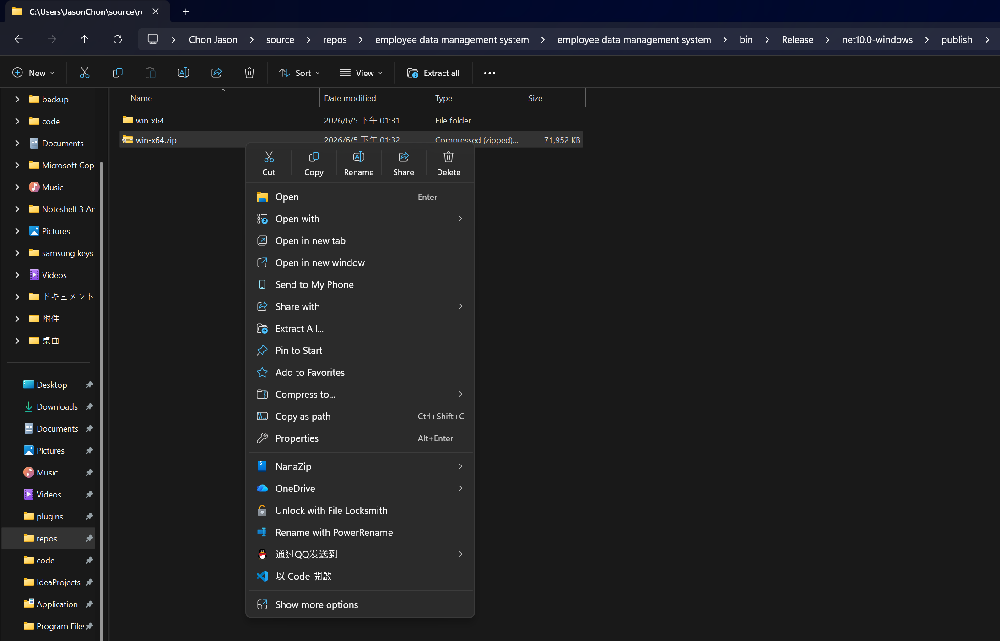 C:\Users\JasonChon\source\re
Chon Jason > source > repos > employee data management system > employee data management system > bin > Release > net10.0-windows > publish >
New Sort View Extract all
Name Date modified Type Size
win-x64 2026/6/5 下午 01:31 File folder
win-x64.zip 2026/6/5 下午 01:32 Compressed (zipped)... 71,952 KB
backup
code
Documents
Microsoft Copi
Music
Noteshelf 3 An
Pictures
samsung keys
Videos
ドキュメント
附件
桌面
Desktop
Downloads
Documents
Pictures
Music
Videos
plugins
repos
code
IdeaProjects
Application
Program Files
Cut Copy Rename Share Delete
Open Enter
Open with
Open in new tab
Open in new window
Send to My Phone
Share with
Extract All...
Pin to Start
Add to Favorites
Compress to...
Copy as path Ctrl+Shift+C
Properties Alt+Enter
NanaZip
OneDrive
Unlock with File Locksmith
Rename with PowerRename
通过QQ发送到
以 Code 開啟
Show more options